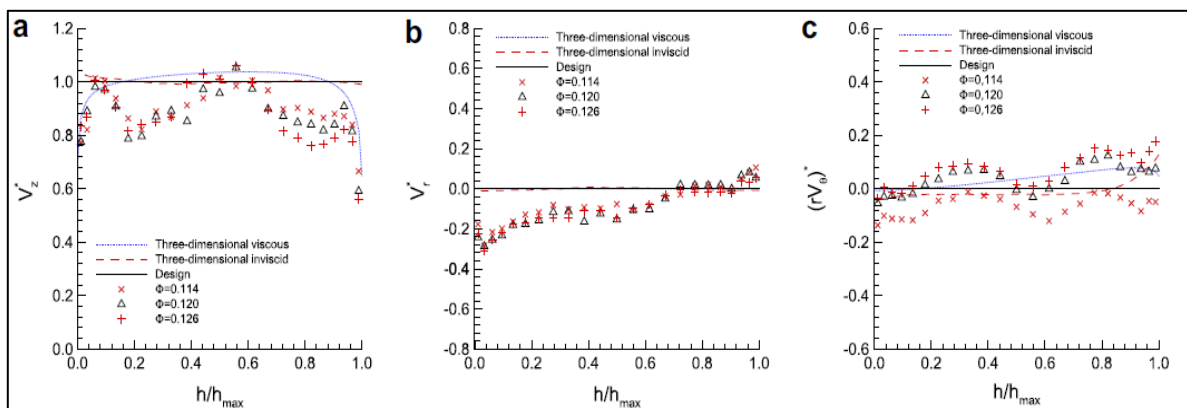 a
1.2
1.0
0.8
0.6
0.4
0.2
0.0
V*z
Three-dimensional viscous
Three-dimensional inviscid
Design
Φ=0.114
Φ=0.120
Φ=0.126
0.0 0.2 0.4 0.6 0.8 1.0
h/hmax
b
0.8
0.6
0.4
0.2
0.0
-0.2
-0.4
-0.6
-0.8
V*r
Three-dimensional viscous
Three-dimensional inviscid
Design
Φ=0.114
Φ=0.120
Φ=0.126
0.0 0.2 0.4 0.6 0.8 1.0
h/hmax
c
0.6
0.4
0.2
0.0
-0.2
-0.4
-0.6
(rVθ)*
Three-dimensional viscous
Three-dimensional inviscid
Design
Φ=0,114
Φ=0,120
Φ=0,126
0.0 0.2 0.4 0.6 0.8 1.0
h/hmax